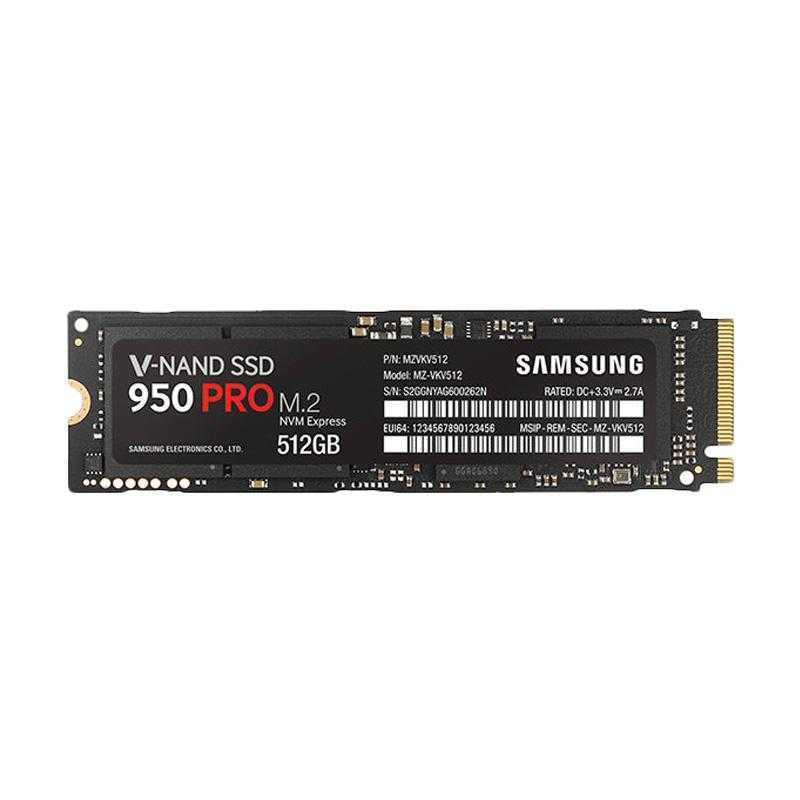 V-NAND SSD
950 PRO M.2
NVM Express
512GB
SAMSUNG ELECTRONICS CO., LTD.
P/N: MZVKV512
Model: MZ-VKV512
S/N: S2GGNYAG600262N
SAMSUNG
RATED: DC+3.3V⎓ 2.7A
EUI64: 1234567890123456
MSIP-REM-SEC-MZ-VKV512